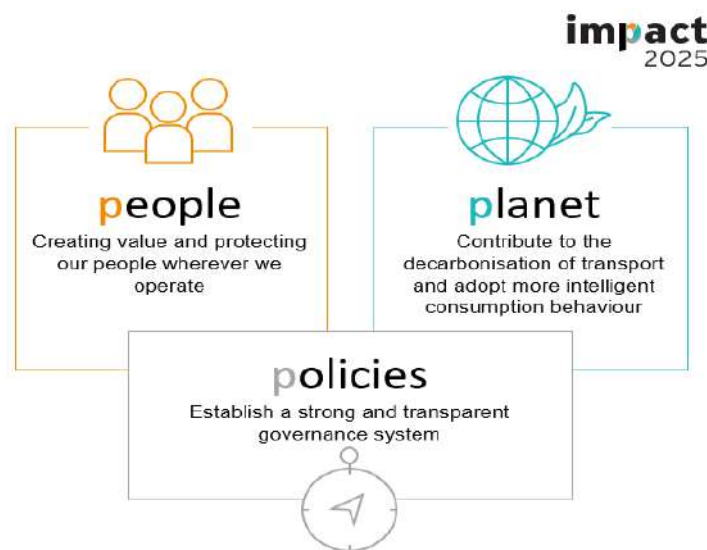 impact
2025
people
Creating value and protecting
our people wherever we
operate
planet
Contribute to the
decarbonisation of transport
and adopt more intelligent
consumption behaviour
policies
Establish a strong and transparent
governance system